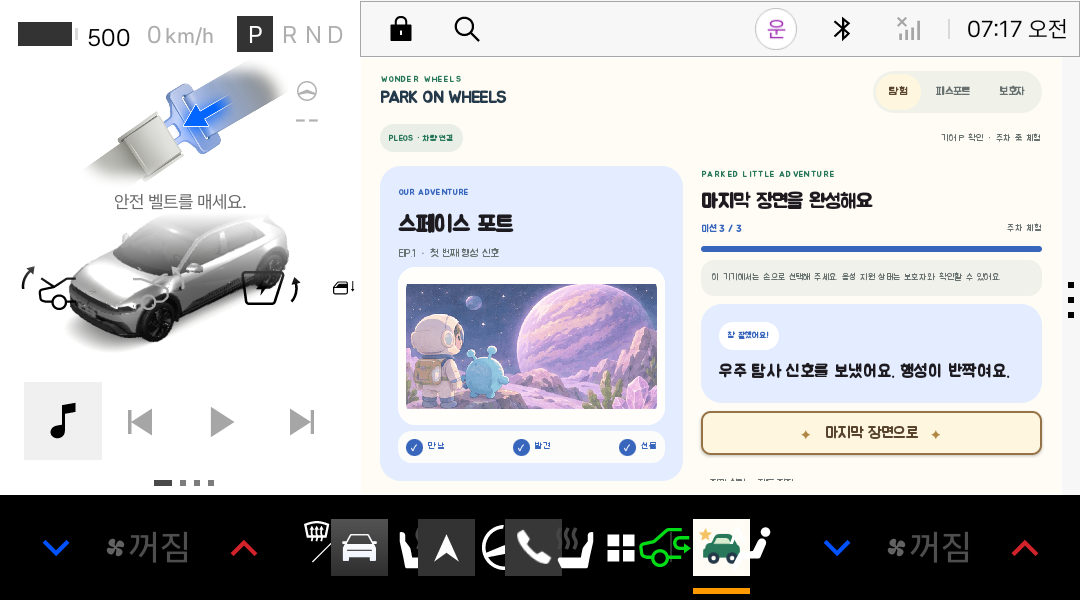 500
0 km/h
P R N D
운
07:17 오전
안전 벨트를 매세요.
WONDER WHEELS
PARK ON WHEELS
탐험
패스포트
보호자
PLEOS · 차량 연결
기어 P 확인 · 주차 중 체험
OUR ADVENTURE
스페이스 포트
EP.1 · 첫 번째 행성 신호
만남
발견
선물
PARKED LITTLE ADVENTURE
마지막 장면을 완성해요
미션 3 / 3
주차 체험
이 기기에서는 손으로 선택해 주세요. 음성 지원 상태는 보호자와 확인할 수 있어요.
참 잘했어요!
우주 탐사 신호를 보냈어요. 행성이 반짝여요.
마지막 장면으로
꺼짐
꺼짐